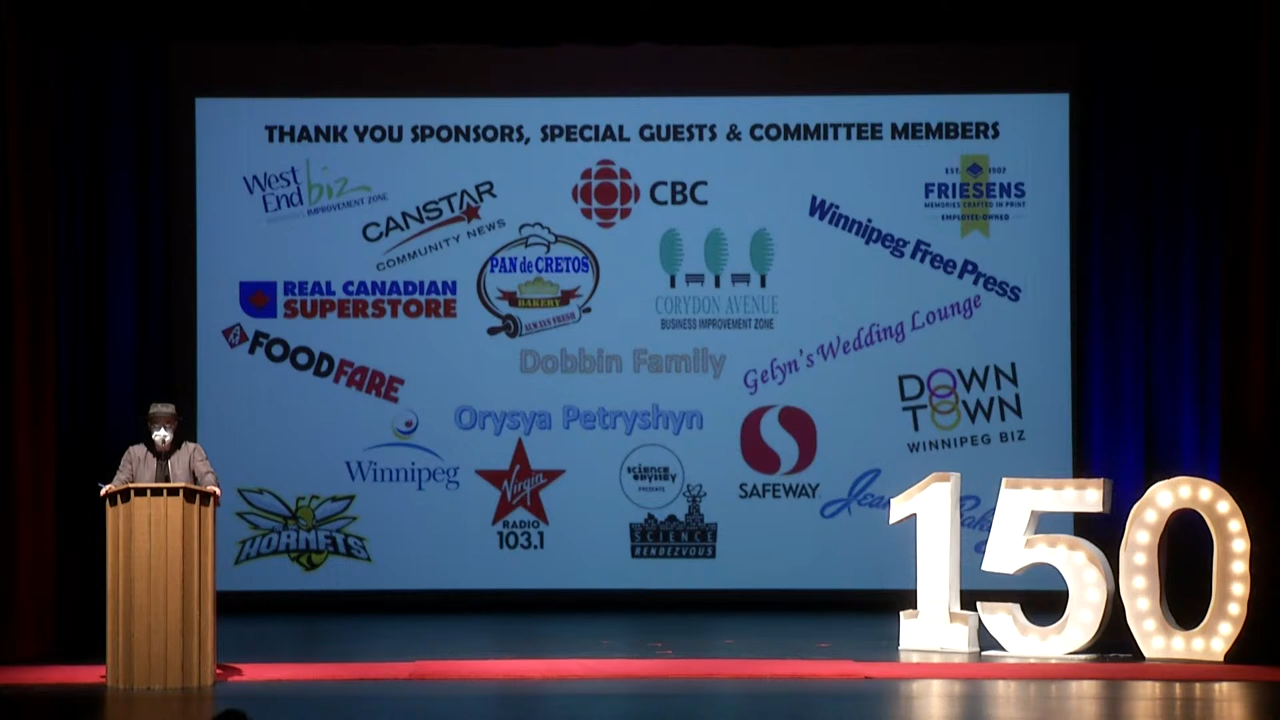 THANK YOU SPONSORS, SPECIAL GUESTS & COMMITTEE MEMBERS
West
End biz
IMPROVEMENT ZONE
CANSTAR
COMMUNITY NEWS
CBC
EST. 1907
FRIESENS
MEMORIES CRAFTED IN PRINT
EMPLOYEE-OWNED
Winnipeg Free Press
REAL CANADIAN
SUPERSTORE
PAN de CRETOS
BAKERY
ALWAYS FRESH
CORYDON AVENUE
BUSINESS IMPROVEMENT ZONE
Gelyn's Wedding Lounge
FOODFARE
Dobbin Family
DOWN
TOWN
WINNIPEG BIZ
Orysya Petryshyn
Winnipeg
Virgin
RADIO
103.1
SCIENCE
ODYSSEY
PRESENTS
SCIENCE
RENDEZVOUS
SAFEWAY
HORNETS
150